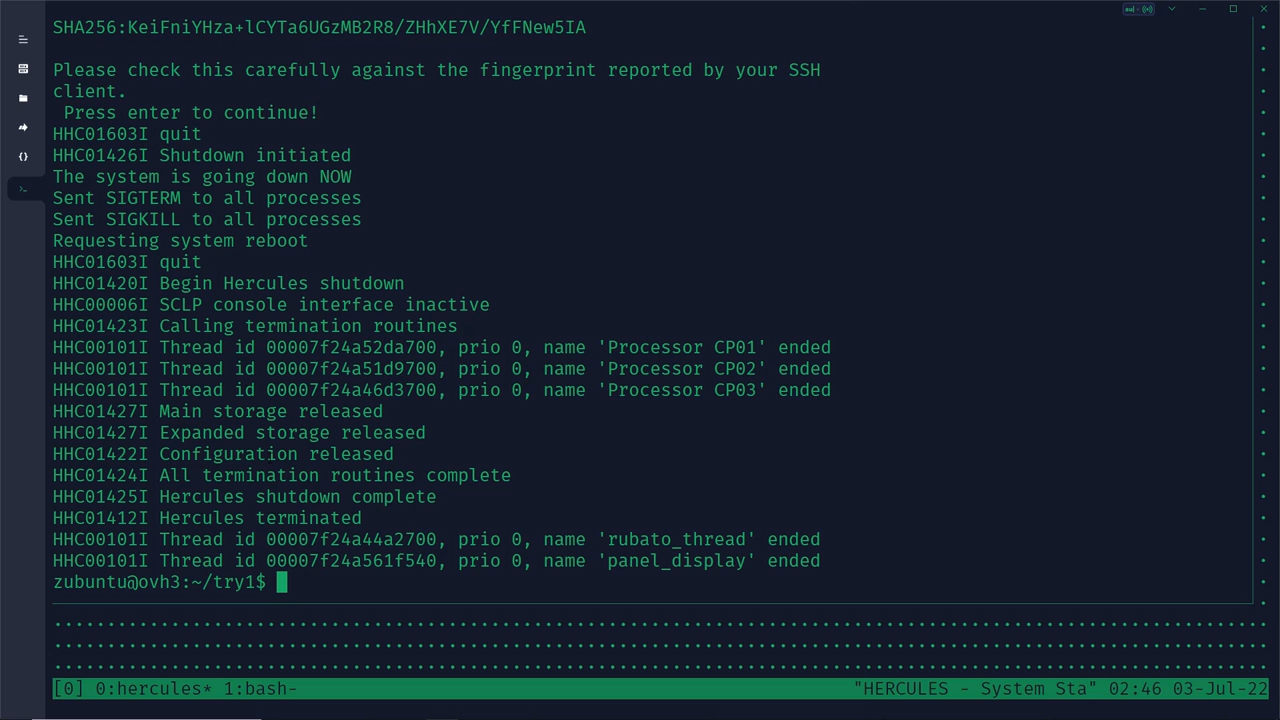 SHA256:KeiFniYHza+lCYTa6UGzMB2R8/ZHhXE7V/YfFNew5IA
Please check this carefully against the fingerprint reported by your SSH
client.
Press enter to continue!
HHC01603I quit
HHC01426I Shutdown initiated
The system is going down NOW
Sent SIGTERM to all processes
Sent SIGKILL to all processes
Requesting system reboot
HHC01603I quit
HHC01420I Begin Hercules shutdown
HHC00006I SCLP console interface inactive
HHC01423I Calling termination routines
HHC00101I Thread id 00007f24a52da700, prio 0, name 'Processor CP01' ended
HHC00101I Thread id 00007f24a51d9700, prio 0, name 'Processor CP02' ended
HHC00101I Thread id 00007f24a46d3700, prio 0, name 'Processor CP03' ended
HHC01427I Main storage released
HHC01427I Expanded storage released
HHC01422I Configuration released
HHC01424I All termination routines complete
HHC01425I Hercules shutdown complete
HHC01412I Hercules terminated
HHC00101I Thread id 00007f24a44a2700, prio 0, name 'rubato_thread' ended
HHC00101I Thread id 00007f24a561f540, prio 0, name 'panel_display' ended
zubuntu@ovh3:~/try1$
[0] 0:hercules* 1:bash- "HERCULES - System Sta" 02:46 03-Jul-22